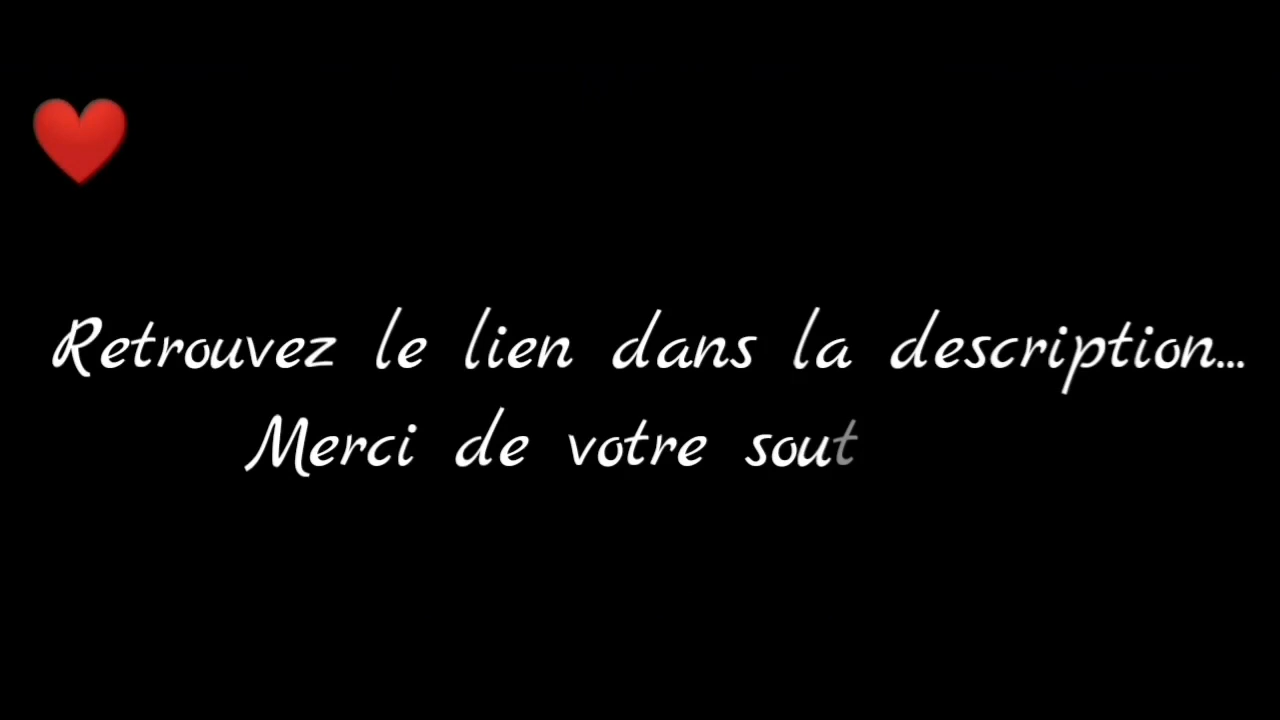 Retrouvez le lien dans la description...
Merci de votre sout